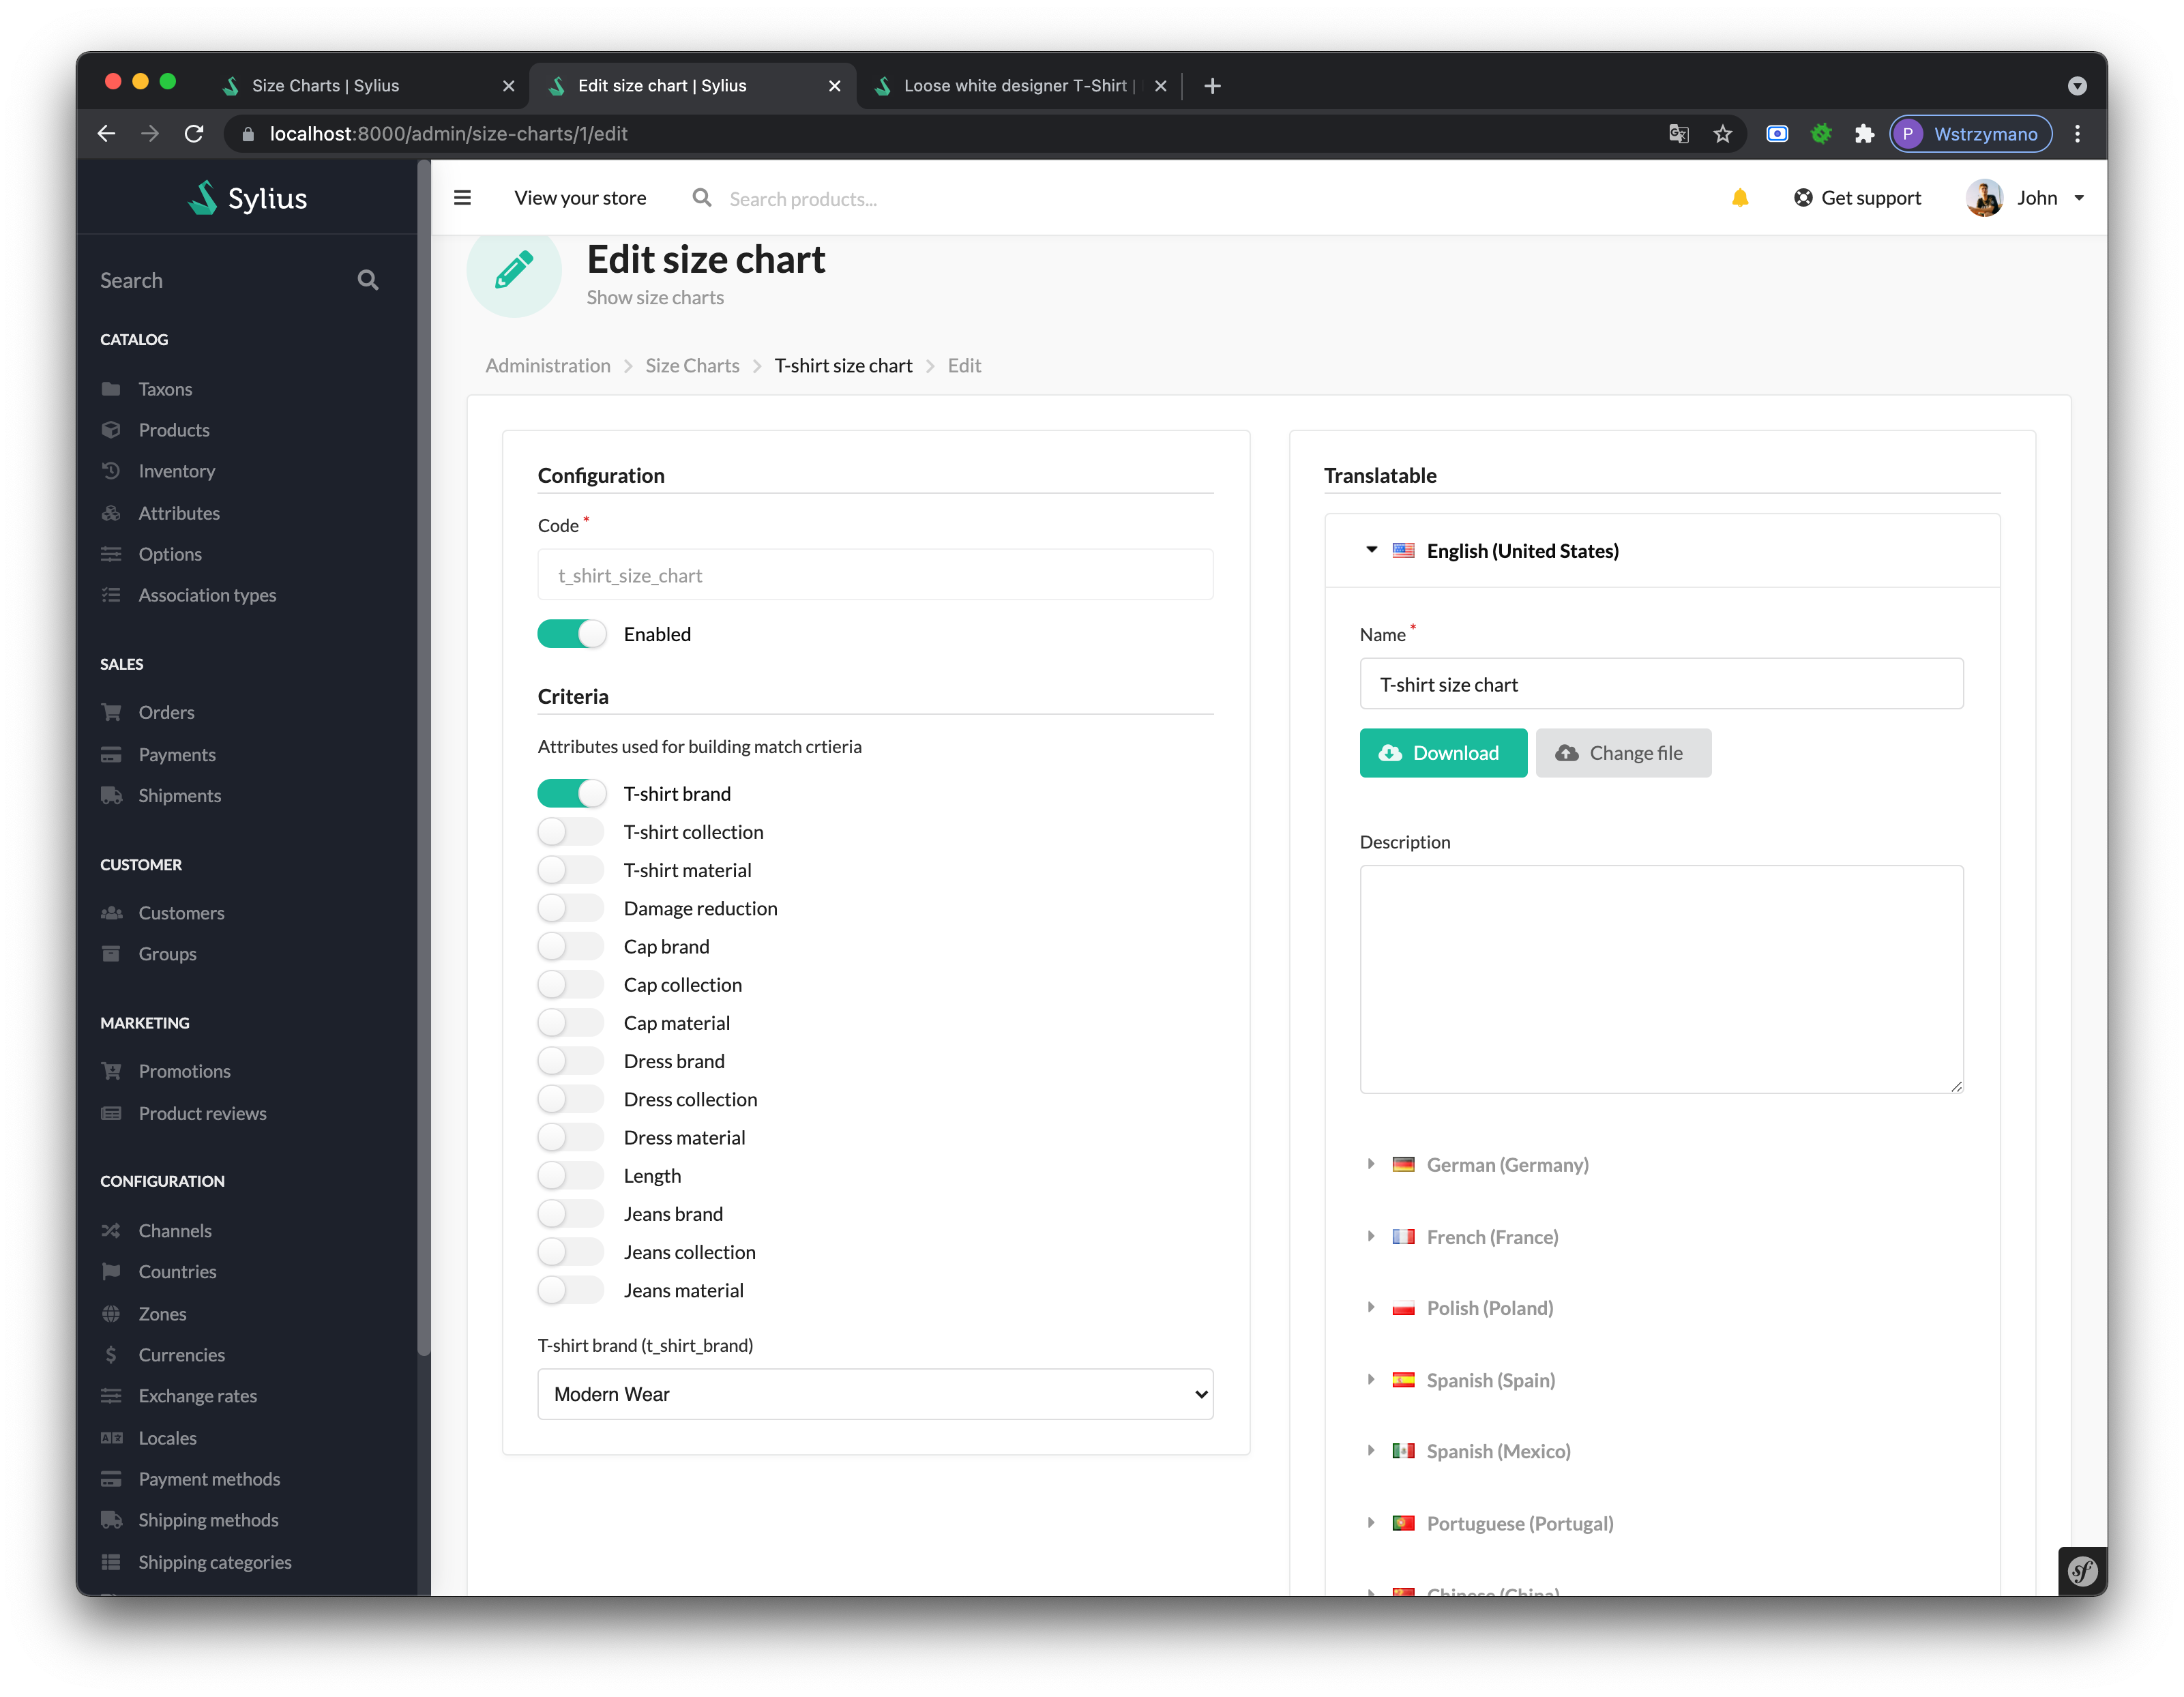 Size Charts | Sylius
Edit size chart | Sylius
Loose white designer T-Shirt |
localhost:8000/admin/size-charts/1/edit
P
Wstrzymano
Sylius
View your store
Search products...
Get support
John
Search
CATALOG
Taxons
Products
Inventory
Attributes
Options
Association types
SALES
Orders
Payments
Shipments
CUSTOMER
Customers
Groups
MARKETING
Promotions
Product reviews
CONFIGURATION
Channels
Countries
Zones
Currencies
Exchange rates
Locales
Payment methods
Shipping methods
Shipping categories
Edit size chart
Show size charts
Administration > Size Charts > T-shirt size chart > Edit
Configuration
Code *
t_shirt_size_chart
Enabled
Criteria
Attributes used for building match crtieria
T-shirt brand
T-shirt collection
T-shirt material
Damage reduction
Cap brand
Cap collection
Cap material
Dress brand
Dress collection
Dress material
Length
Jeans brand
Jeans collection
Jeans material
T-shirt brand (t_shirt_brand)
Modern Wear
Translatable
English (United States)
Name *
T-shirt size chart
Download
Change file
Description
German (Germany)
French (France)
Polish (Poland)
Spanish (Spain)
Spanish (Mexico)
Portuguese (Portugal)
Chinese (China)
sf